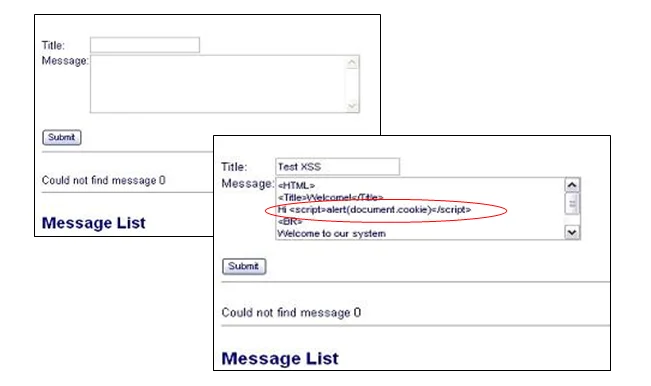 Title:
Message:
Submit
Could not find message 0
Message List
Title: Test XSS
Message: <HTML>
<Title>Welcome!</Title>
Hi <script>alert(document.cookie)</script>
<BR>
Welcome to our system
Submit
Could not find message 0
Message List